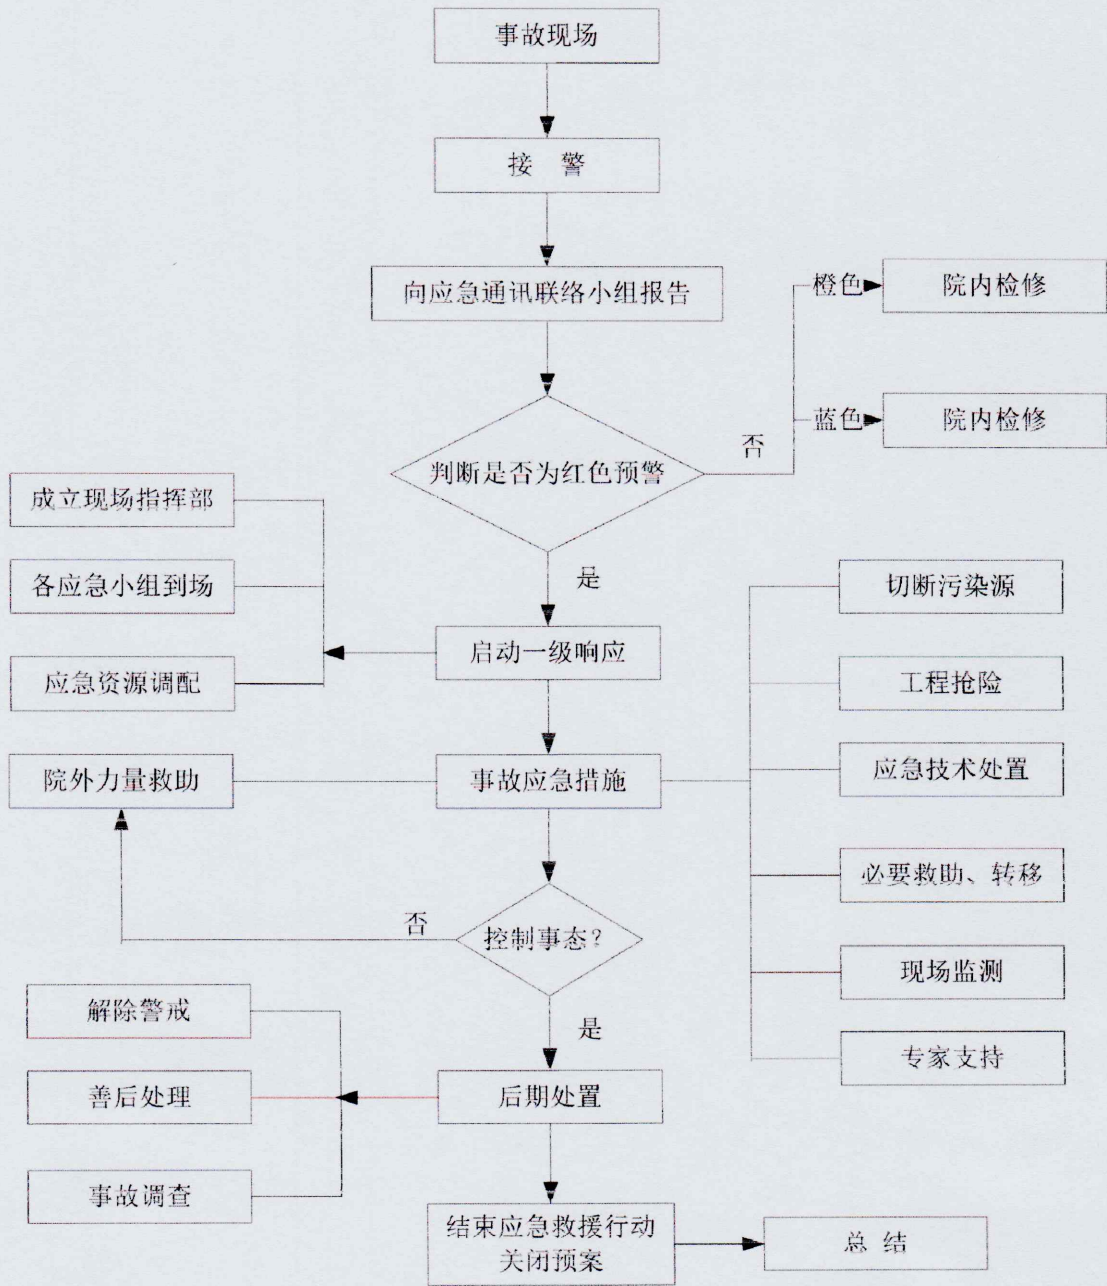 事故现场
接 警
向应急通讯联络小组报告
橙色
院内检修
蓝色
院内检修
判断是否为红色预警
否
是
成立现场指挥部
各应急小组到场
应急资源调配
启动一级响应
切断污染源
工程抢险
应急技术处置
必要救助、转移
现场监测
专家支持
院外力量救助
事故应急措施
否
控制事态?
是
解除警戒
善后处理
事故调查
后期处置
结束应急救援行动
关闭预案
总 结